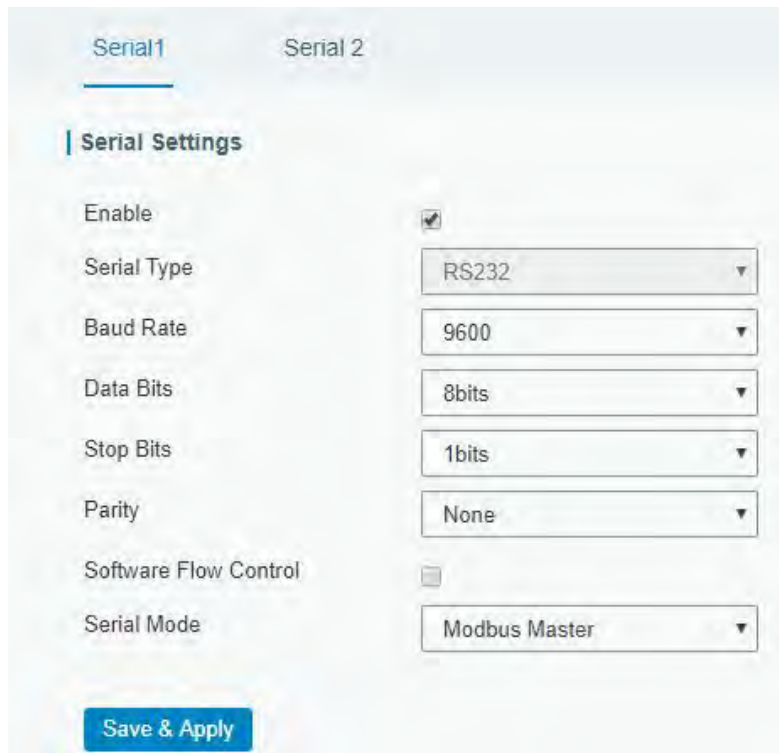 Serial1 Serial 2
Serial Settings
Enable
Serial Type RS232
Baud Rate 9600
Data Bits 8bits
Stop Bits 1bits
Parity None
Software Flow Control
Serial Mode Modbus Master
Save & Apply